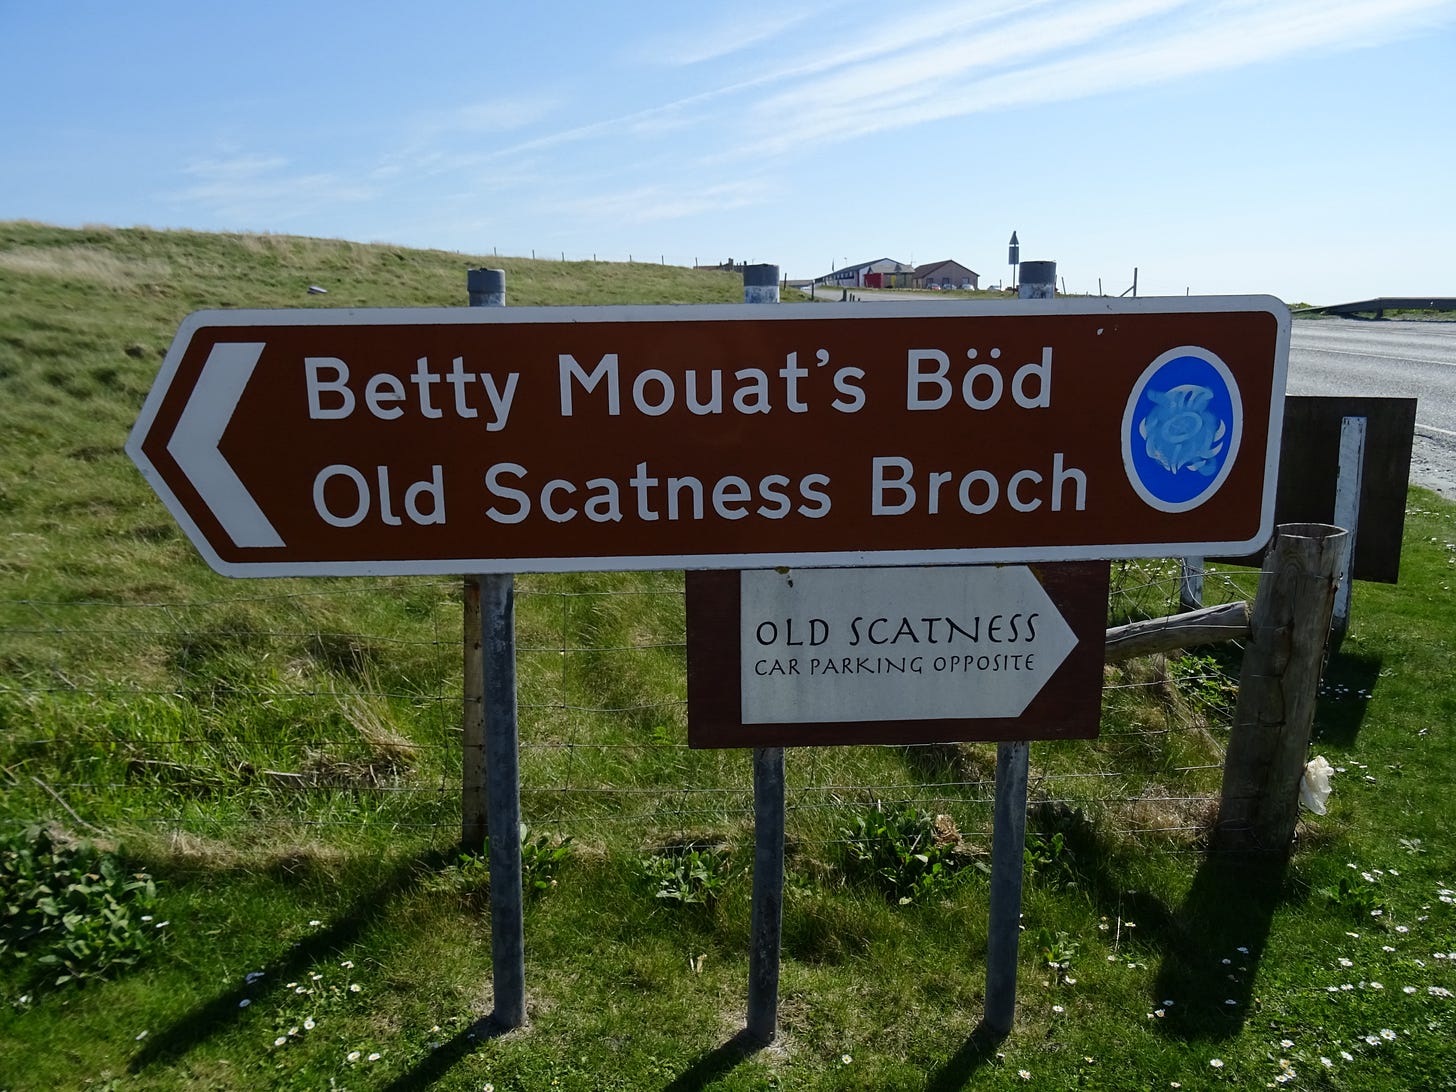 Betty Mouat's Böd
Old Scatness Broch
OLD SCATNESS
CAR PARKING OPPOSITE